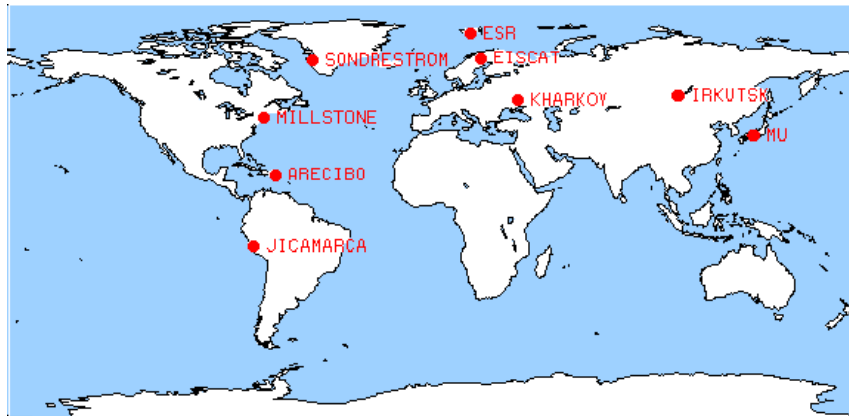 ESR
SONDRESTROM
EISCAT
IRKUTSK
KHARKOV
MILLSTONE
MU
ARECIBO
JICAMARCA